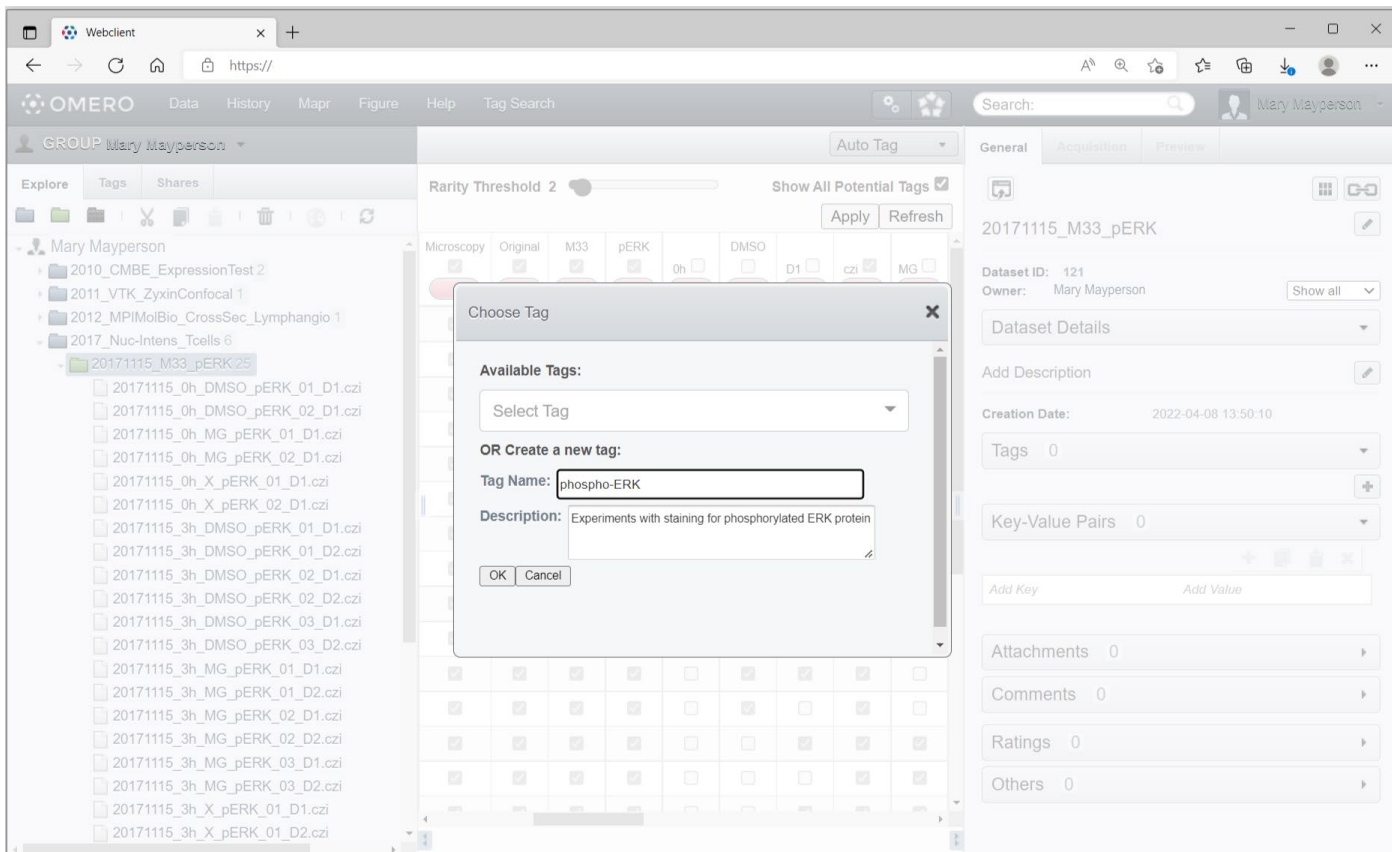 Webclient
https://
OMERO Data History Mapr Figure Help Tag Search Search: Mary Mayperson
GROUP Mary Mayperson
Auto Tag
General Acquisition Preview
Explore Tags Shares
Rarity Threshold 2 Show All Potential Tags
Apply Refresh
20171115_M33_pERK
Mary Mayperson
2010_CMBE_ExpressionTest 2
2011_VTK_ZyxinConfocal 1
2012_MPIMolBio_CrossSec_Lymphangio 1
2017_Nuc-Intens_Tcells 6
20171115_M33_pERK 25
20171115_0h_DMSO_pERK_01_D1.czi
20171115_0h_DMSO_pERK_02_D1.czi
20171115_0h_MG_pERK_01_D1.czi
20171115_0h_MG_pERK_02_D1.czi
20171115_0h_X_pERK_01_D1.czi
20171115_0h_X_pERK_02_D1.czi
20171115_3h_DMSO_pERK_01_D1.czi
20171115_3h_DMSO_pERK_01_D2.czi
20171115_3h_DMSO_pERK_02_D1.czi
20171115_3h_DMSO_pERK_02_D2.czi
20171115_3h_DMSO_pERK_03_D1.czi
20171115_3h_DMSO_pERK_03_D2.czi
20171115_3h_MG_pERK_01_D1.czi
20171115_3h_MG_pERK_01_D2.czi
20171115_3h_MG_pERK_02_D1.czi
20171115_3h_MG_pERK_02_D2.czi
20171115_3h_MG_pERK_03_D1.czi
20171115_3h_MG_pERK_03_D2.czi
20171115_3h_X_pERK_01_D1.czi
20171115_3h_X_pERK_01_D2.czi
Microscopy Original M33 pERK 0h DMSO D1 czi MG
Choose Tag
Available Tags:
Select Tag
OR Create a new tag:
Tag Name: phospho-ERK
Description: Experiments with staining for phosphorylated ERK protein
OK Cancel
Dataset ID: 121
Owner: Mary Mayperson Show all
Dataset Details
Add Description
Creation Date: 2022-04-08 13:50:10
Tags 0
Key-Value Pairs 0
Add Key Add Value
Attachments 0
Comments 0
Ratings 0
Others 0